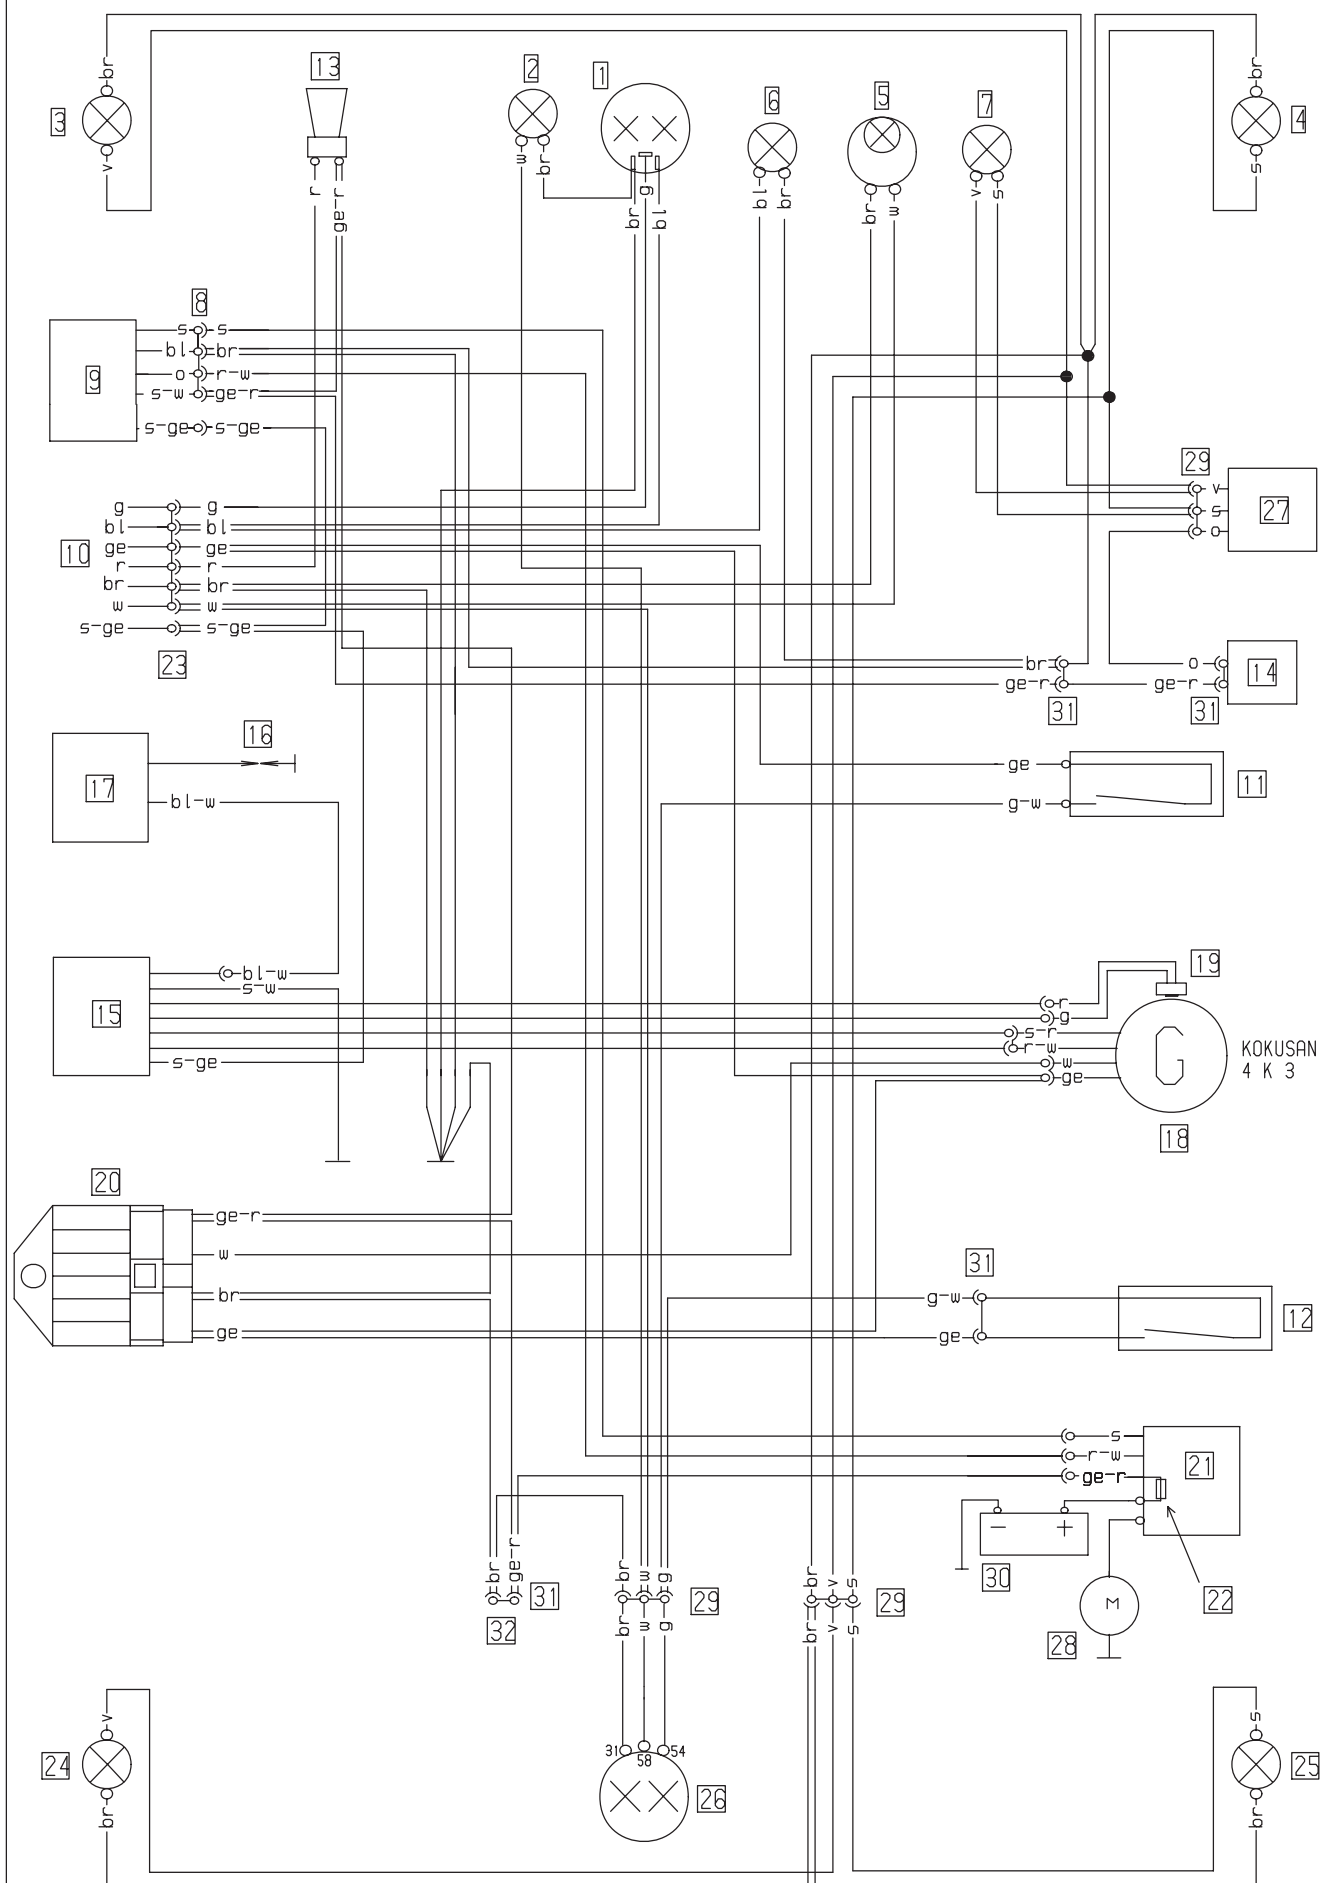 br
br
13
2
1
6
5
7
3
4
v
s
w
br
r
ge-r
br
g
bl
bl
br
br
w
v
s
8
s
s
bl
br
9
o
r-w
s-w
ge-r
s-ge
s-ge
29
v
s
o
27
g
g
bl
bl
10
ge
ge
r
r
br
br
w
w
s-ge
s-ge
23
br
o
14
ge-r
ge-r
31
31
16
17
ge
11
bl-w
g-w
19
bl-w
s-w
r
15
g
s-r
G
KOKUSAN
r-w
4 K 3
s-ge
w
ge
18
20
ge-r
w
31
br
g-w
12
ge
ge
s
r-w
21
ge-r
- +
br
ge-r
br
w
g
br
v
s
30
31
29
29
22
32
M
br
w
g
br
v
s
28
v
s
31
58
54
24
26
25
br
br